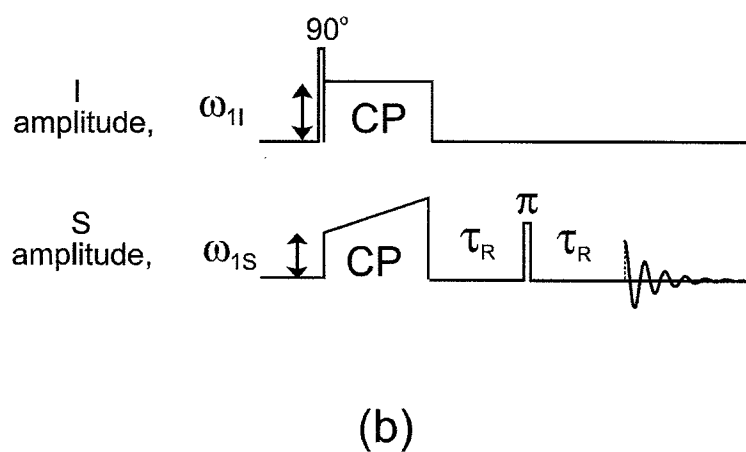 90°
I
amplitude, ω1I
CP
S
amplitude, ω1S
CP
τR π τR
(b)